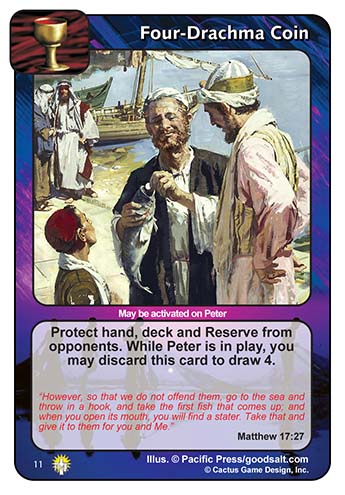 Four-Drachma Coin
May be activated on Peter
Protect hand, deck and Reserve from
opponents. While Peter is in play, you
may discard this card to draw 4.
"However, so that we do not offend them, go to the sea and
throw in a hook, and take the first fish that comes up; and
when you open its mouth, you will find a stater. Take that and
give it to them for you and Me."
Matthew 17:27
11
Illus. © Pacific Press/goodsalt.com
© Cactus Game Design, Inc.